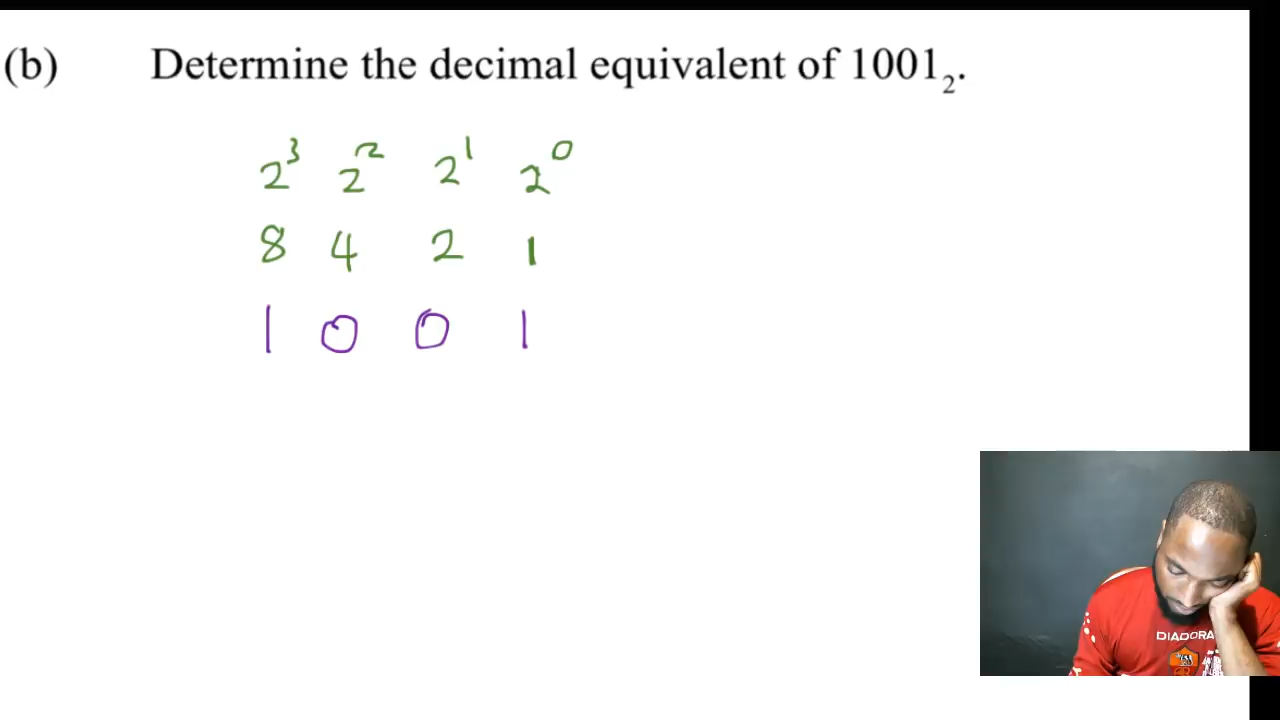 (b) Determine the decimal equivalent of 1001₂.
2³ 2² 2¹ 2⁰
8 4 2 1
1 0 0 1
DIADORA